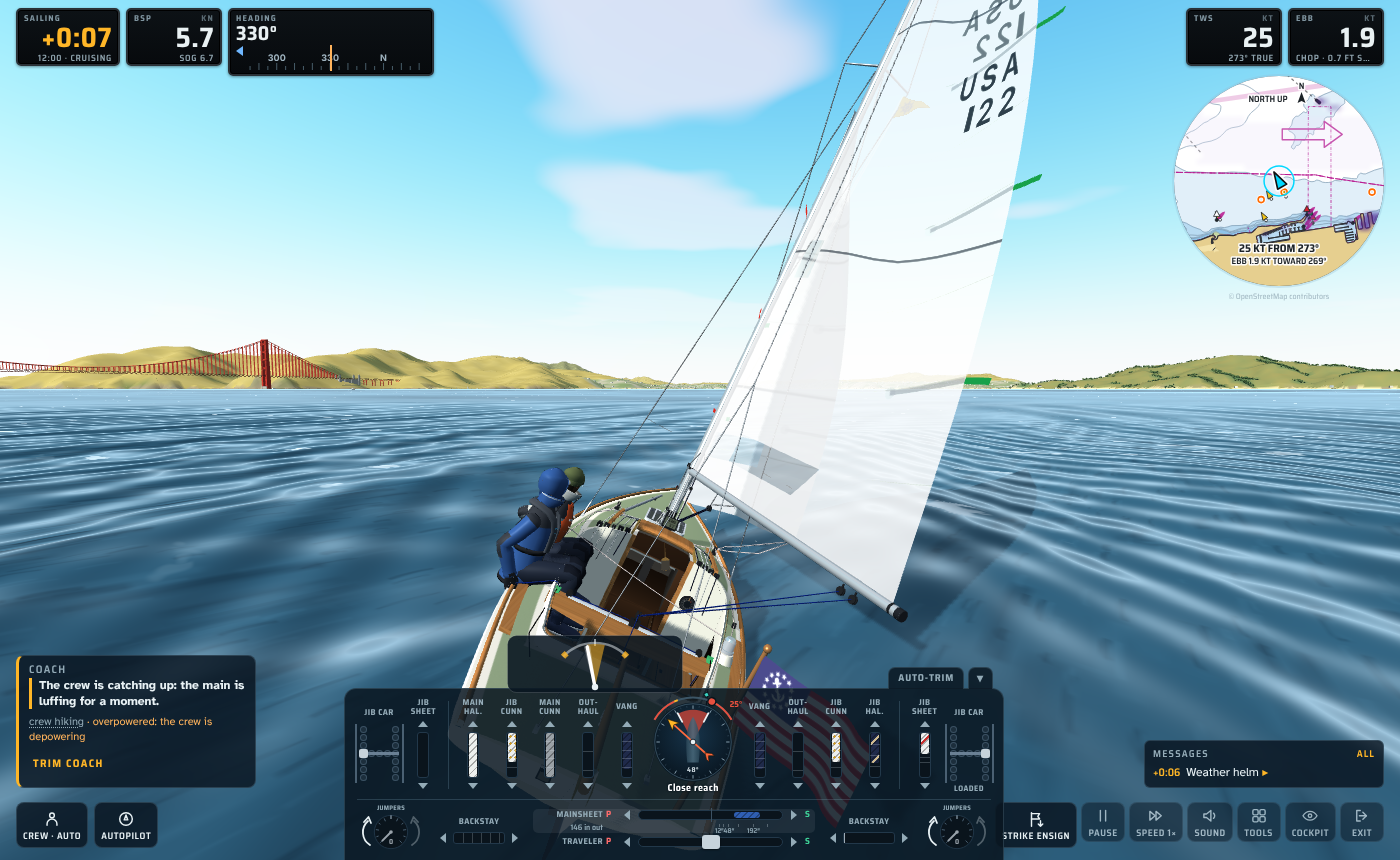 SAILING
+0:07
12:00 · CRUISING
BSP KN
5.7
SOG 6.7
HEADING
330°
300 330 N
TWS KT
25
273° TRUE
EBB KT
1.9
CHOP · 0.7 FT S...
USA
122
USA
122
N
NORTH UP
25 KT FROM 273°
EBB 1.9 KT TOWARD 269°
© OpenStreetMap contributors
COACH
The crew is catching up: the main is
luffing for a moment.
crew hiking · overpowered: the crew is
depowering
TRIM COACH
CREW · AUTO
AUTOPILOT
AUTO-TRIM
▼
JIB CAR
JIB
SHEET
MAIN
HAL.
JIB
CUNN
MAIN
CUNN
OUT-
HAUL
VANG
25°
48°
Close reach
VANG
OUT-
HAUL
JIB
CUNN
JIB
HAL.
JIB
SHEET
JIB CAR
LOADED
JUMPERS
0
BACKSTAY
MAINSHEET P S
146 in out
12°48° 192°
TRAVELER P S
BACKSTAY
JUMPERS
0
MESSAGES ALL
+0:06 Weather helm ▸
STRIKE ENSIGN
PAUSE
SPEED 1×
SOUND
TOOLS
COCKPIT
EXIT